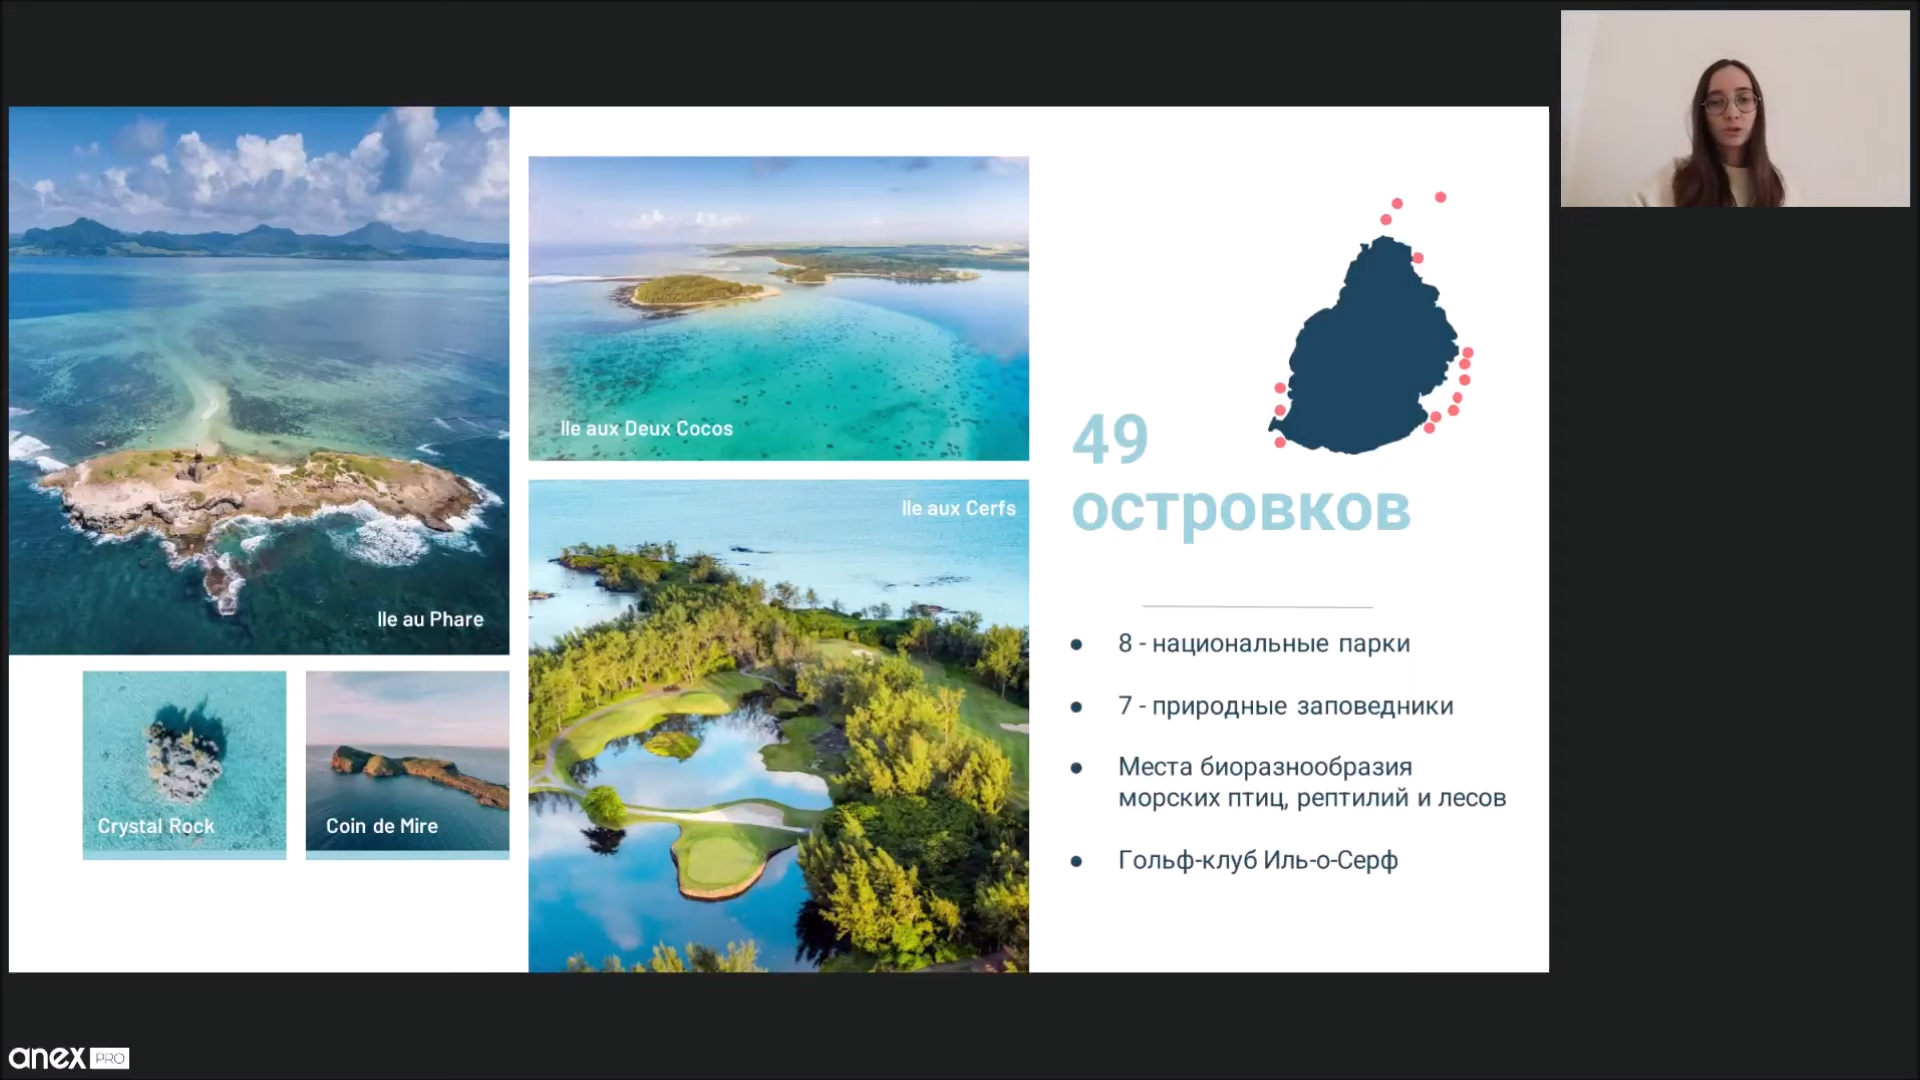 Ile au Phare
Crystal Rock
Coin de Mire
Ile aux Deux Cocos
Ile aux Cerfs
49
островков
● 8 - национальные парки
● 7 - природные заповедники
● Места биоразнообразия
морских птиц, рептилий и лесов
● Гольф-клуб Иль-о-Серф
anex PRO